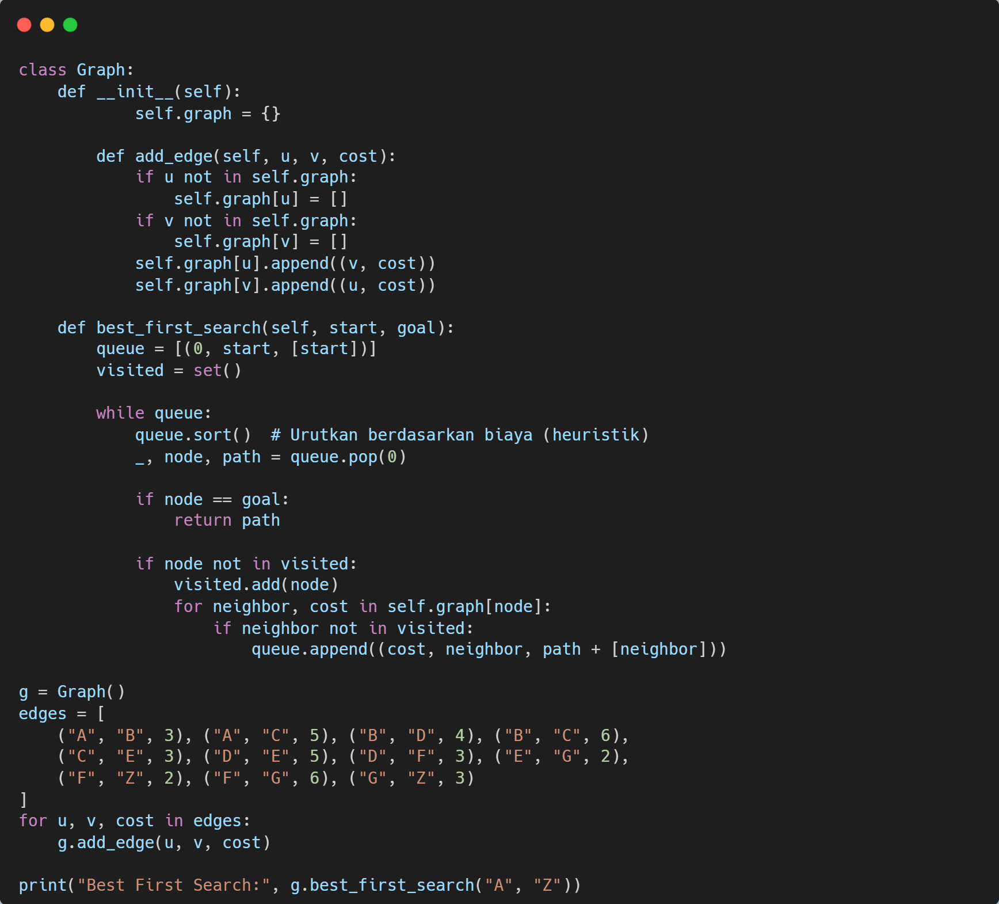 class Graph:
    def __init__(self):
            self.graph = {}

        def add_edge(self, u, v, cost):
            if u not in self.graph:
                self.graph[u] = []
            if v not in self.graph:
                self.graph[v] = []
            self.graph[u].append((v, cost))
            self.graph[v].append((u, cost))

    def best_first_search(self, start, goal):
        queue = [(0, start, [start])]
        visited = set()

        while queue:
            queue.sort()  # Urutkan berdasarkan biaya (heuristik)
            _, node, path = queue.pop(0)

            if node == goal:
                return path

            if node not in visited:
                visited.add(node)
                for neighbor, cost in self.graph[node]:
                    if neighbor not in visited:
                        queue.append((cost, neighbor, path + [neighbor]))

g = Graph()
edges = [
    ("A", "B", 3), ("A", "C", 5), ("B", "D", 4), ("B", "C", 6),
    ("C", "E", 3), ("D", "E", 5), ("D", "F", 3), ("E", "G", 2),
    ("F", "Z", 2), ("F", "G", 6), ("G", "Z", 3)
]
for u, v, cost in edges:
    g.add_edge(u, v, cost)

print("Best First Search:", g.best_first_search("A", "Z"))